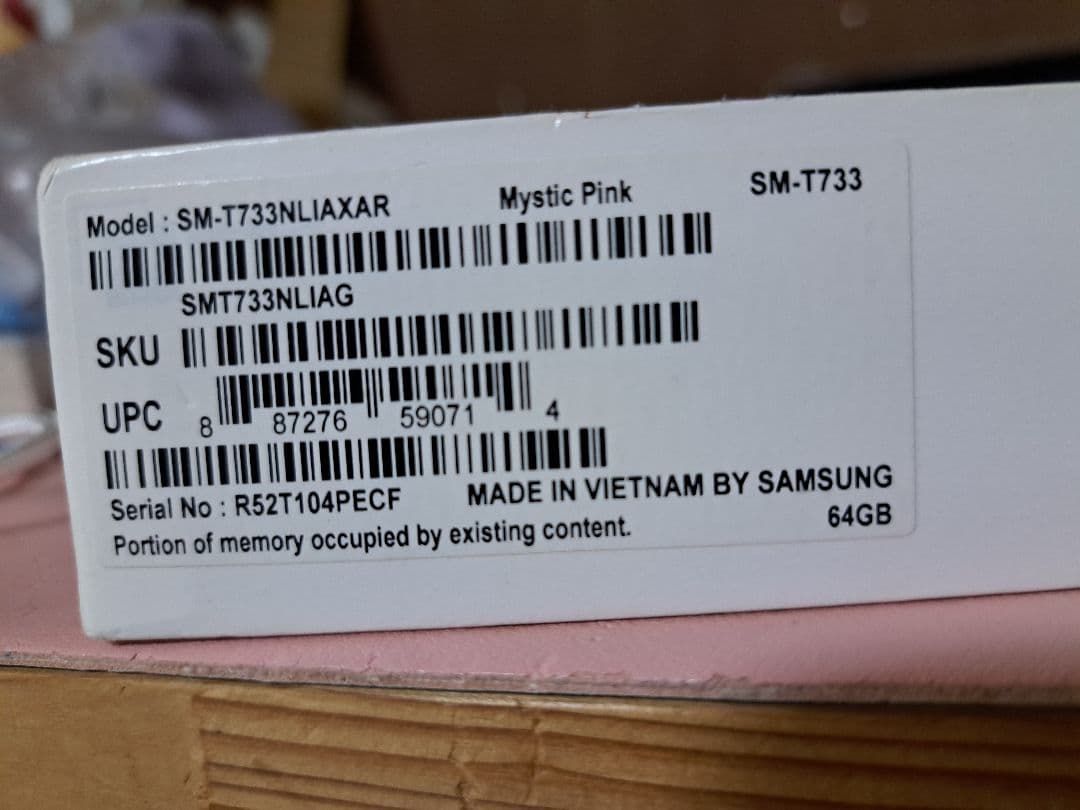 Model : SM-T733NLIAXAR Mystic Pink SM-T733
SMT733NLIAG
SKU
UPC 8 87276 59071 4
Serial No : R52T104PECF MADE IN VIETNAM BY SAMSUNG
Portion of memory occupied by existing content. 64GB